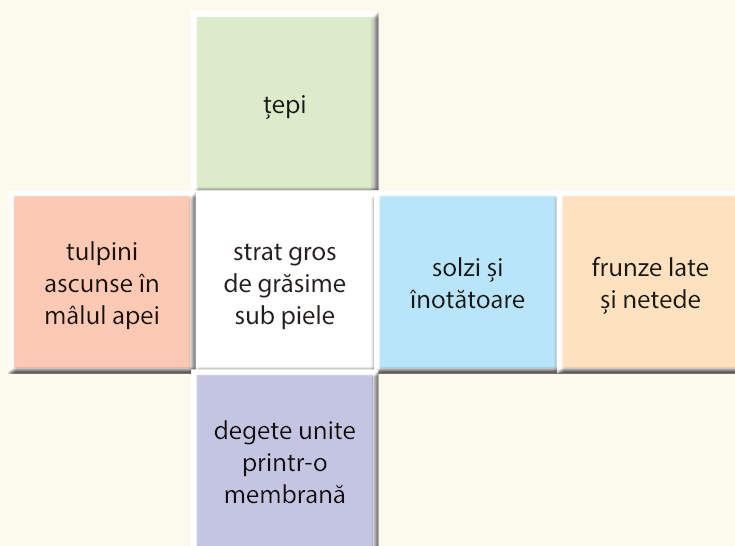 țepi
tulpini
ascunse în
mâlul apei
strat gros
de grăsime
sub piele
solzi și
înotătoare
frunze late
și netede
degete unite
printr-o
membrană